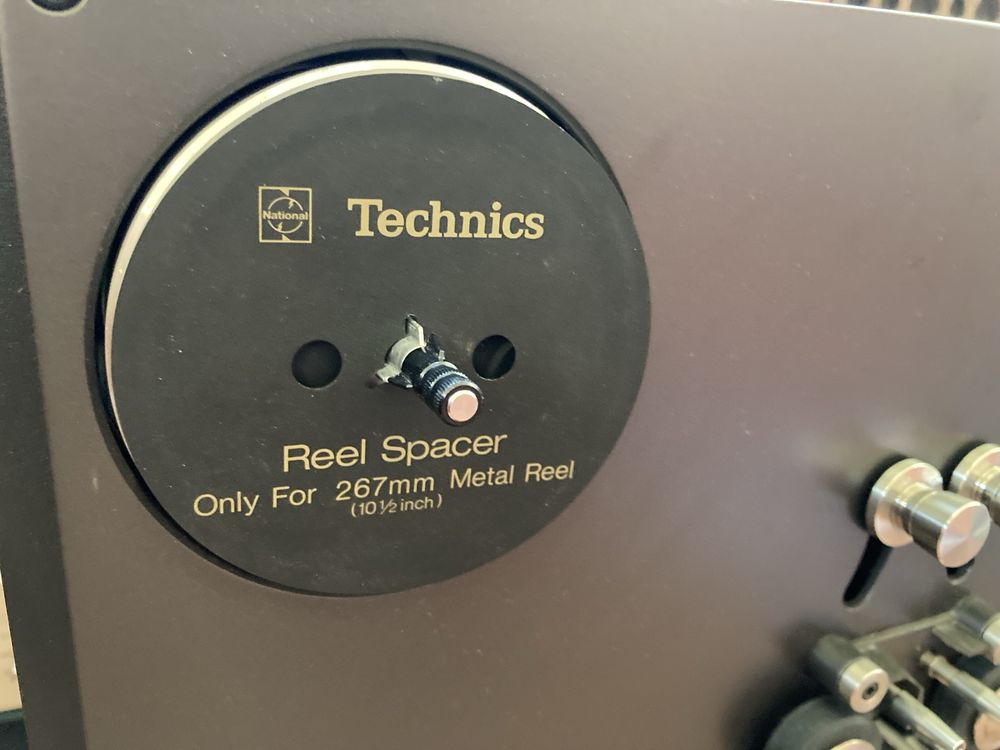 National Technics
Reel Spacer
Only For 267mm Metal Reel
(10 ½ inch)